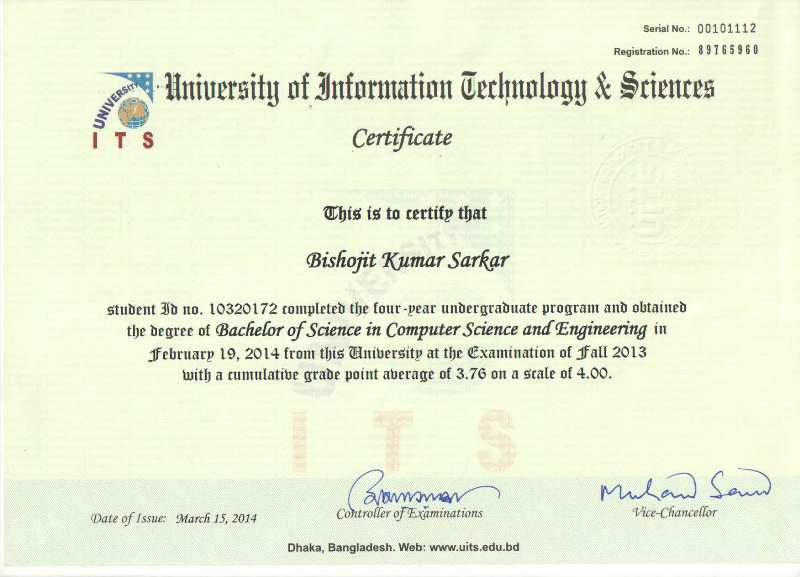 Serial No.: 00101112
Registration No.: 89765960
UNIVERSITY
ITS
University of Information Technology & Sciences
Certificate
This is to certify that
Bishojit Kumar Sarkar
student Id no. 10320172 completed the four-year undergraduate program and obtained
the degree of Bachelor of Science in Computer Science and Engineering in
February 19, 2014 from this University at the Examination of Fall 2013
with a cumulative grade point average of 3.76 on a scale of 4.00.
UNIVERSITY
ITS
Controller of Examinations
Vice-Chancellor
Date of Issue: March 15, 2014
Dhaka, Bangladesh. Web: www.uits.edu.bd